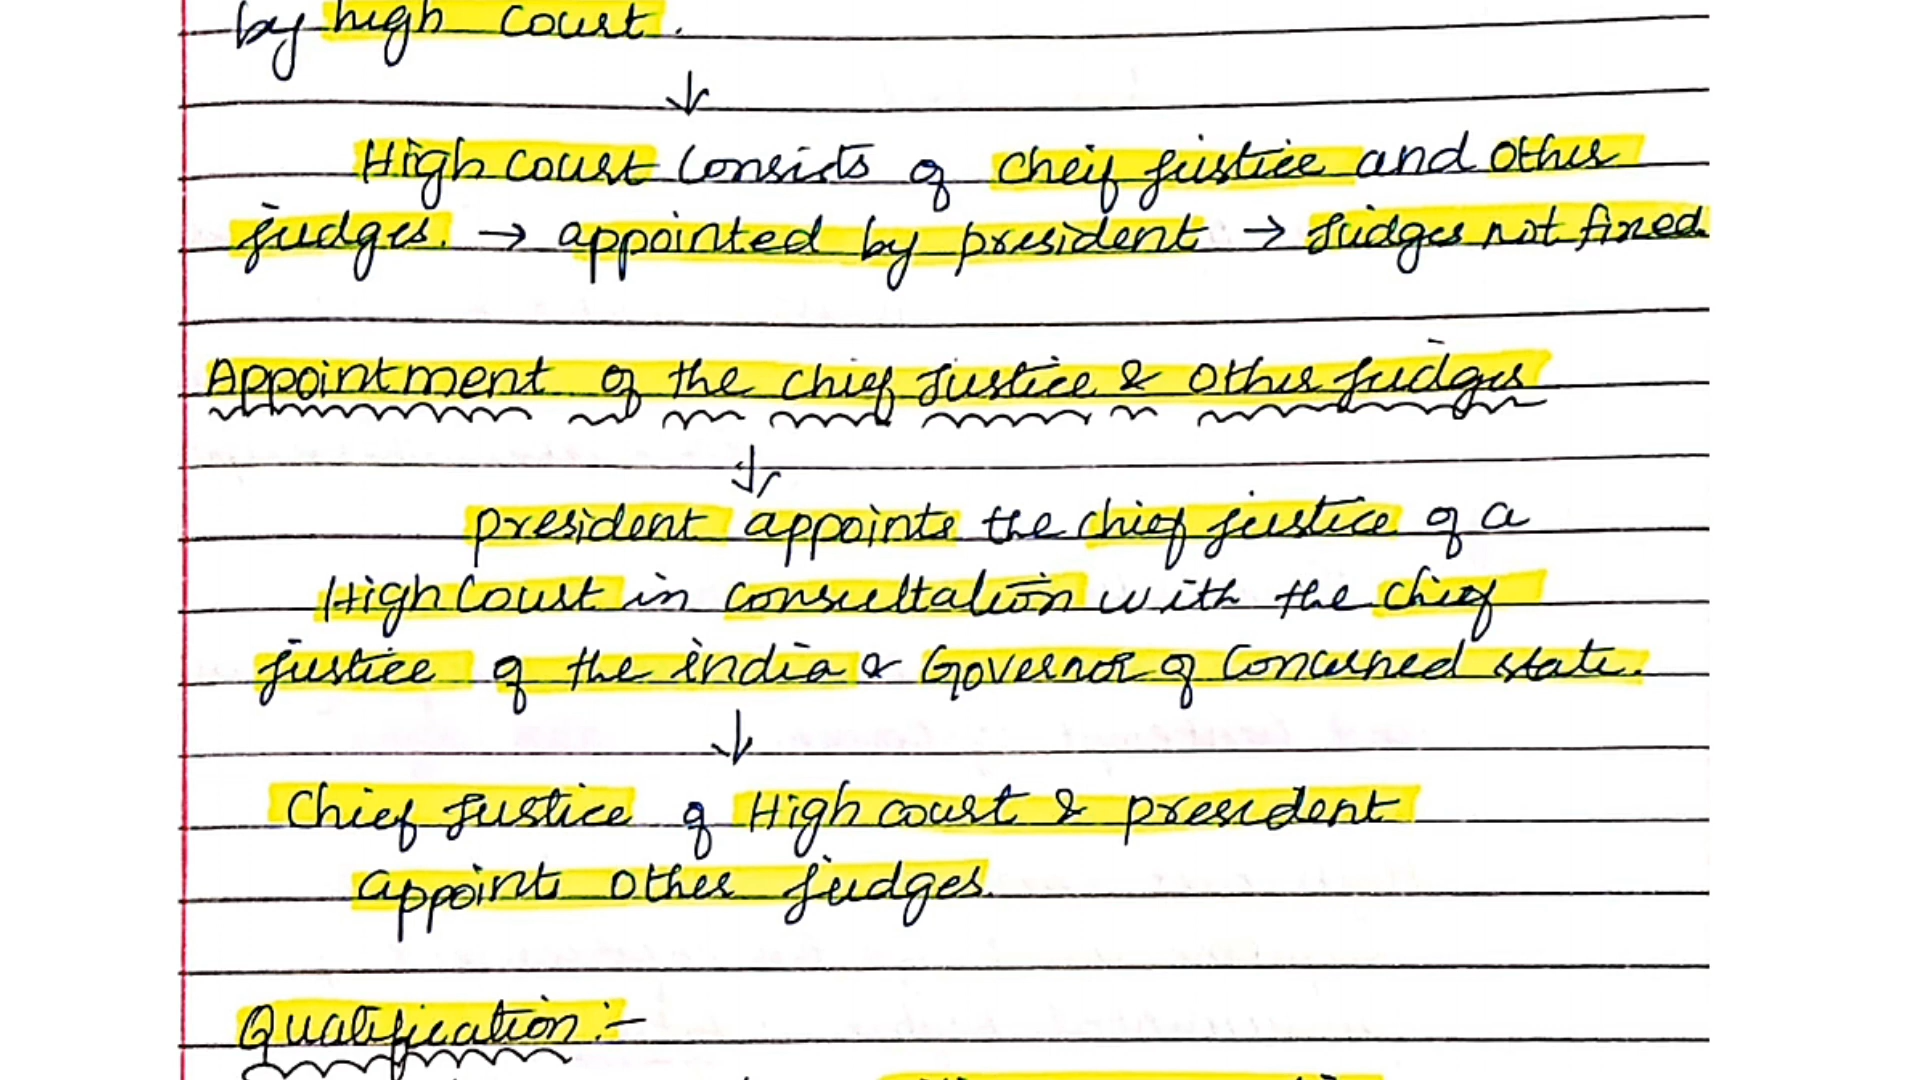 by high court.
↓
High court consists of cheif justice and other
judges. → appointed by president → Judges not fixed.
Appointment of the chief Justice & other judges
↓
president appoints the chief justice of a
High Court in consultation with the chief
justice of the india & Governor of Concerned state.
↓
Chief Justice of High court & president
appoint other judges.
Qualification :-